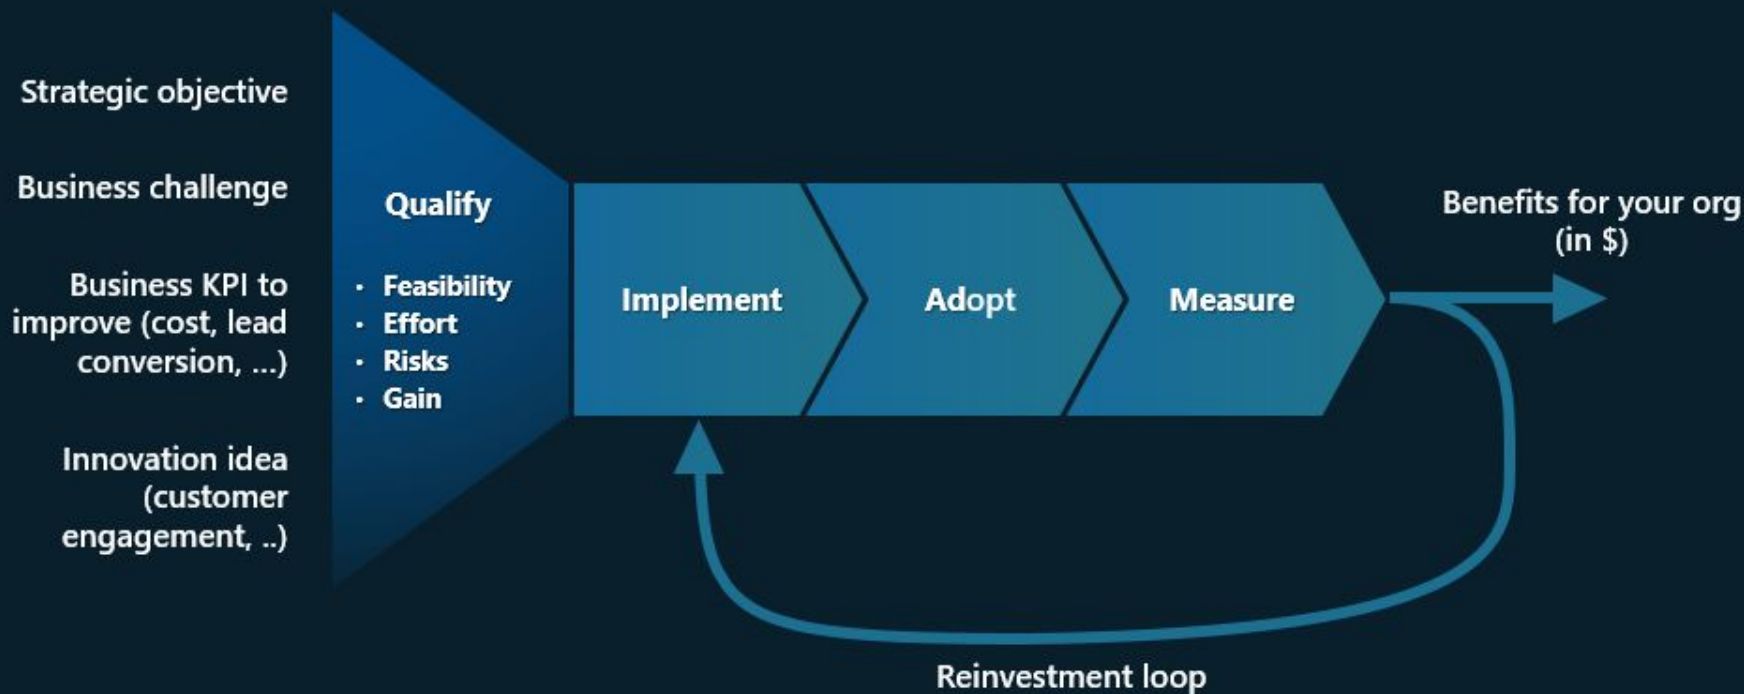 Strategic objective
Business challenge
Business KPI to
improve (cost, lead
conversion, ...)
Innovation idea
(customer
engagement, ..)
Qualify
· Feasibility
· Effort
· Risks
· Gain
Implement
Adopt
Measure
Benefits for your org
(in $)
Reinvestment loop